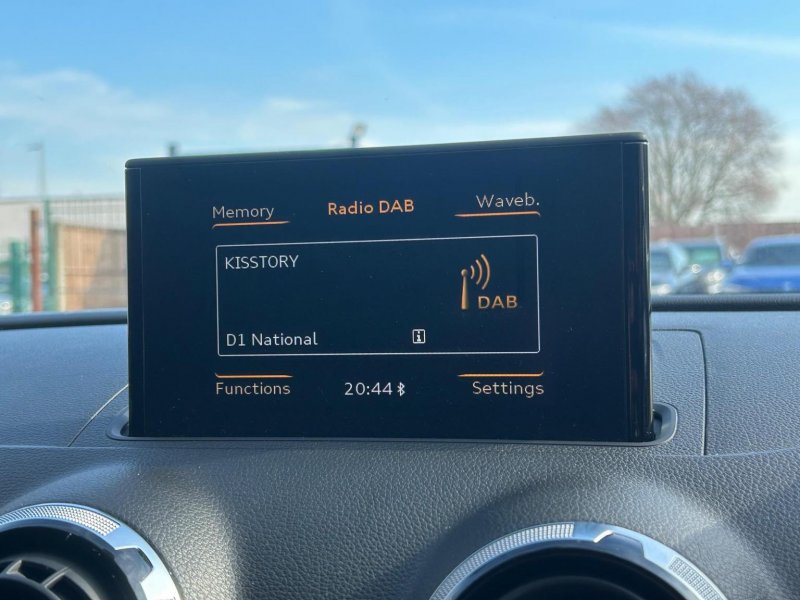 Memory
Radio DAB
Waveb.
KISSTORY
DAB
D1 National
i
Functions
20:44
Settings